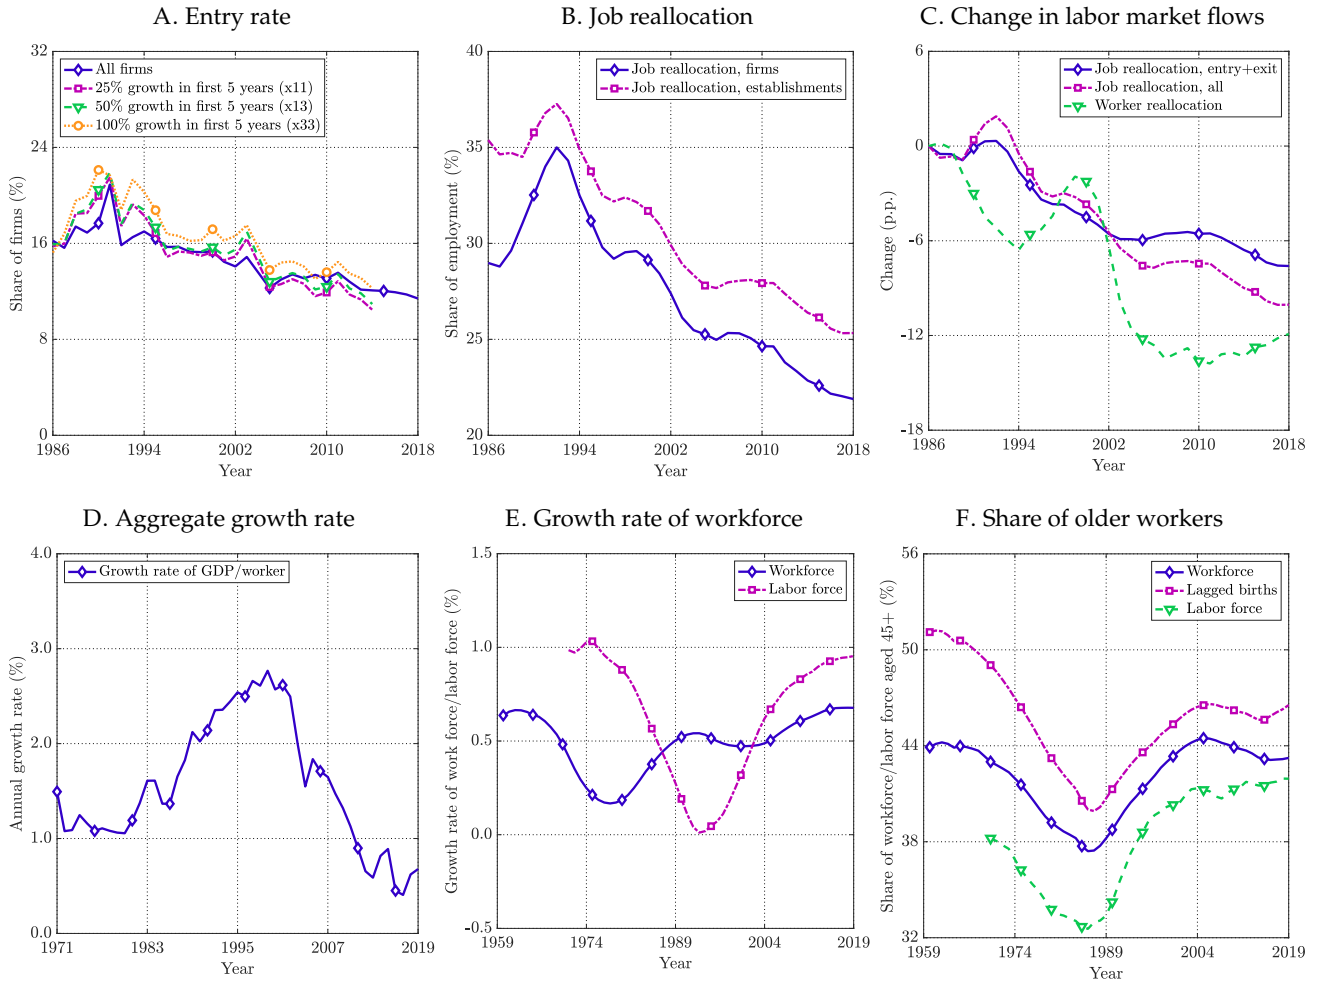 A. Entry rate
32
24
16
8
0
Share of firms (%)
All firms
25% growth in first 5 years (x11)
50% growth in first 5 years (x13)
100% growth in first 5 years (x33)
1986
1994
2002
2010
2018
Year
B. Job reallocation
40
35
30
25
20
Share of employment (%)
Job reallocation, firms
Job reallocation, establishments
1986
1994
2002
2010
2018
Year
C. Change in labor market flows
6
0
-6
-12
-18
Change (p.p.)
Job reallocation, entry+exit
Job reallocation, all
Worker reallocation
1986
1994
2002
2010
2018
Year
D. Aggregate growth rate
4.0
3.0
2.0
1.0
0.0
Annual growth rate (%)
Growth rate of GDP/worker
1971
1983
1995
2007
2019
Year
E. Growth rate of workforce
1.5
1.0
0.5
0.0
-0.5
Growth rate of work force/labor force (%)
Workforce
Labor force
1959
1974
1989
2004
2019
Year
F. Share of older workers
56
50
44
38
32
Share of workforce/labor force aged 45+ (%)
Workforce
Lagged births
Labor force
1959
1974
1989
2004
2019
Year